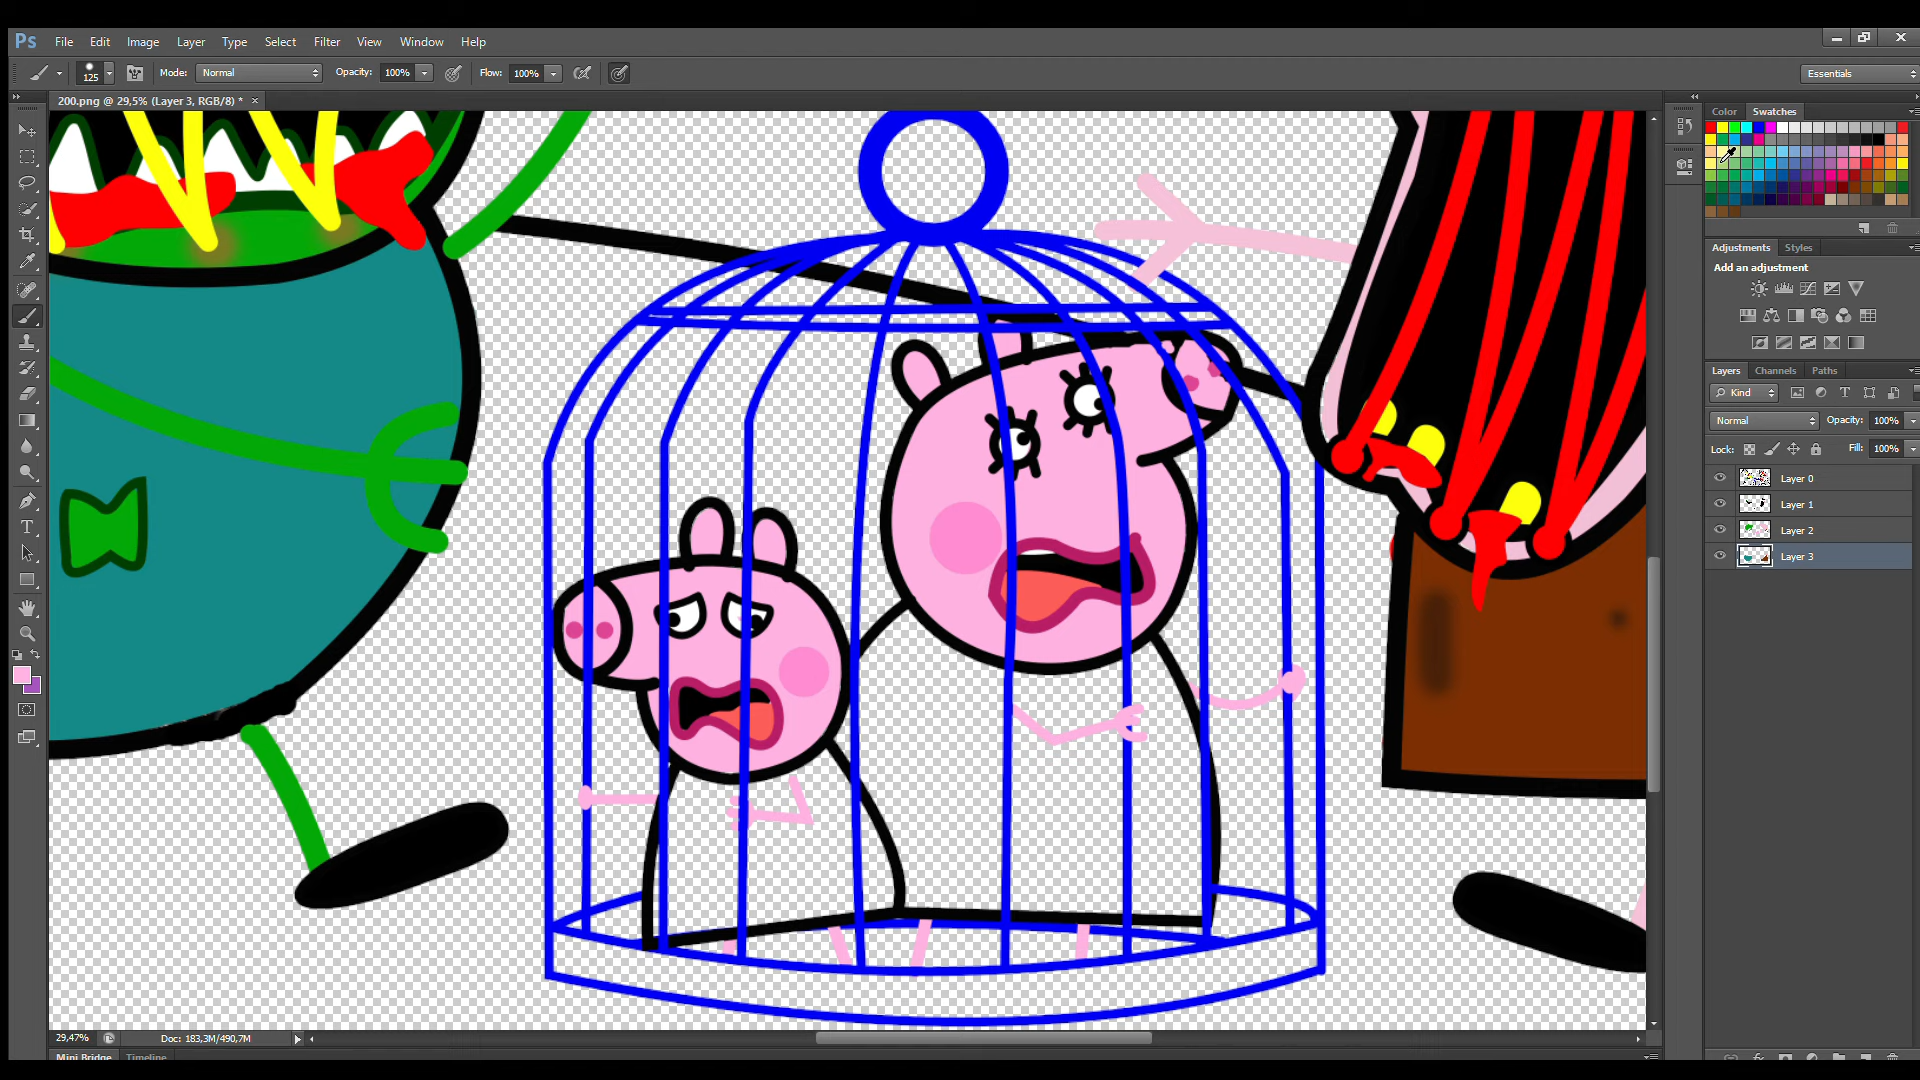 Ps File Edit Image Layer Type Select Filter View Window Help
125 Mode: Normal Opacity: 100% Flow: 100% Essentials
200.png @ 29,5% (Layer 3, RGB/8) *
Color Swatches
Adjustments Styles
Add an adjustment
Layers Channels Paths
Kind
Normal Opacity: 100%
Lock: Fill: 100%
Layer 0
Layer 1
Layer 2
Layer 3
29,47% Doc: 183,3M/490,7M
Mini Bridge Timeline